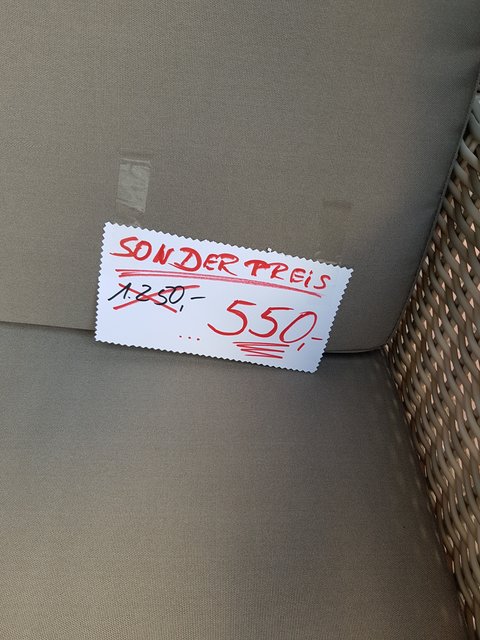 SONDERPREIS
1.250,-
... 550,-